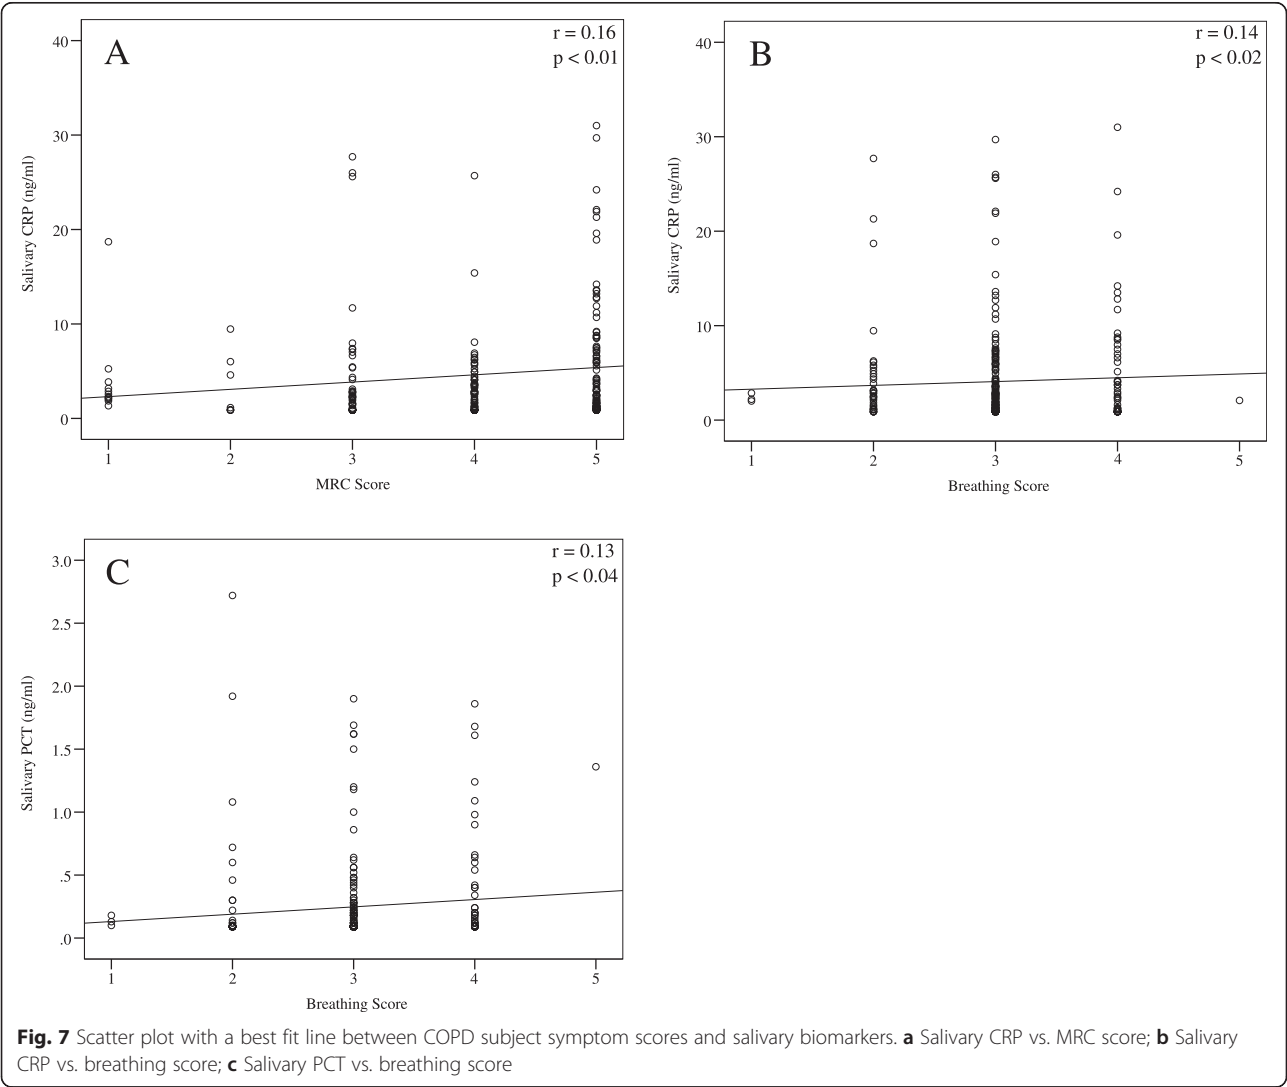 A
r = 0.16
p < 0.01
40
30
20
10
0
Salivary CRP (ng/ml)
1 2 3 4 5
MRC Score
B
r = 0.14
p < 0.02
40
30
20
10
0
Salivary CRP (ng/ml)
1 2 3 4 5
Breathing Score
C
r = 0.13
p < 0.04
3.0
2.5
2.0
1.5
1.0
.5
.0
Salivary PCT (ng/ml)
1 2 3 4 5
Breathing Score
Fig. 7 Scatter plot with a best fit line between COPD subject symptom scores and salivary biomarkers. a Salivary CRP vs. MRC score; b Salivary
CRP vs. breathing score; c Salivary PCT vs. breathing score